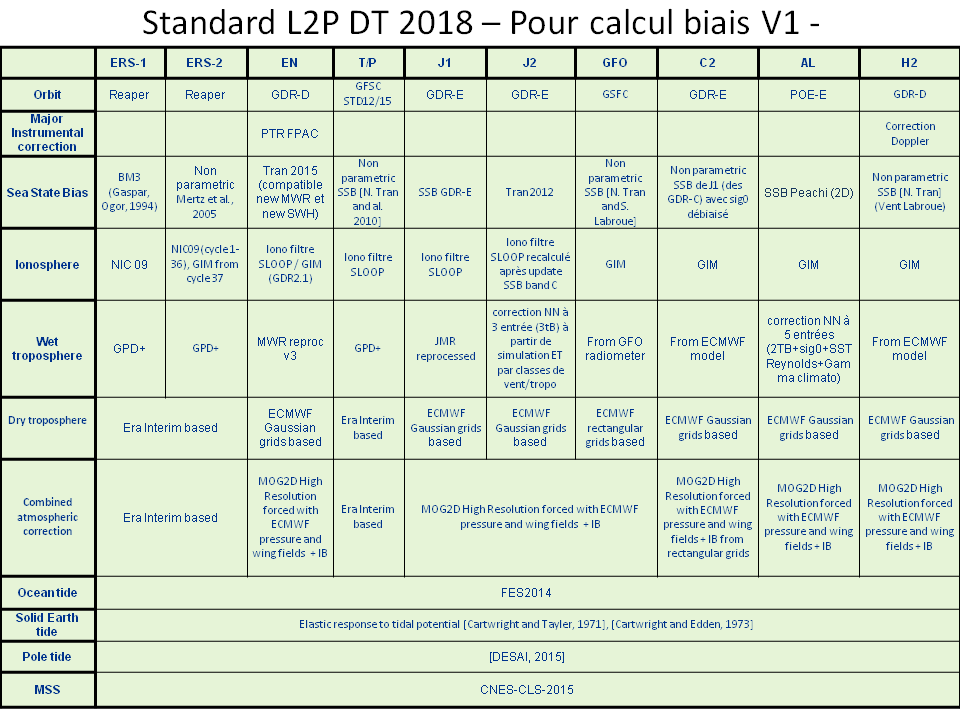 Standard L2P DT 2018 – Pour calcul biais V1 -
ERS-1 ERS-2 EN T/P J1 J2 GFO C2 AL H2
Orbit
Reaper
Reaper
GDR-D
GFSC
STD12/15
GDR-E
GDR-E
GSFC
GDR-E
POE-E
GDR-D
Major
Instrumental
correction
PTR FPAC
Correction
Doppler
Sea State Bias
BM3
(Gaspar,
Ogor, 1994)
Non
parametric
Mertz et al.,
2005
Tran 2015
(compatible
new MWR et
new SWH)
Non
parametric
SSB [N. Tran
and al.
2010]
SSB GDR-E
Tran2012
Non
parametric
SSB [N. Tran
and S.
Labroue]
Non parametric
SSB de J1 (des
GDR-C) avec sig0
débiaisé
SSB Peachi (2D)
Non parametric
SSB [N. Tran]
(Vent Labroue)
Ionosphere
NIC 09
NIC09(cycle 1-
36), GIM from
cycle 37
Iono filtre
SLOOP / GIM
(GDR2.1)
Iono filtre
SLOOP
Iono filtre
SLOOP
Iono filtre
SLOOP recalculé
après update
SSB band C
GIM
GIM
GIM
GIM
Wet
troposphere
GPD+
GPD+
MWR reproc
v3
GPD+
JMR
reprocessed
correction NN à
3 entrée (3tB) à
partir de
simulation ET
par classes de
vent/tropo
From GFO
radiometer
From ECMWF
model
correction NN à
5 entrées
(2TB+sig0+SST
Reynolds+Gam
ma climato)
From ECMWF
model
Dry troposphere
Era Interim based
ECMWF
Gaussian
grids based
Era Interim
based
ECMWF
Gaussian grids
based
ECMWF
Gaussian grids
based
ECMWF
rectangular
grids based
ECMWF Gaussian
grids based
ECMWF Gaussian
grids based
ECMWF Gaussian
grids based
Combined
atmospheric
correction
Era Interim based
MOG2D High
Resolution
forced with
ECMWF
pressure and
wing fields + IB
Era Interim
based
MOG2D High Resolution forced with ECMWF
pressure and wing fields + IB
MOG2D High
Resolution forced
with ECMWF
pressure and wing
fields + IB from
rectangular grids
MOG2D High
Resolution forced
with ECMWF
pressure and wing
fields + IB
MOG2D High
Resolution forced
with ECMWF
pressure and wing
fields + IB
Ocean tide
FES2014
Solid Earth
tide
Elastic response to tidal potential [Cartwright and Tayler, 1971], [Cartwright and Edden, 1973]
Pole tide
[DESAI, 2015]
MSS
CNES-CLS-2015